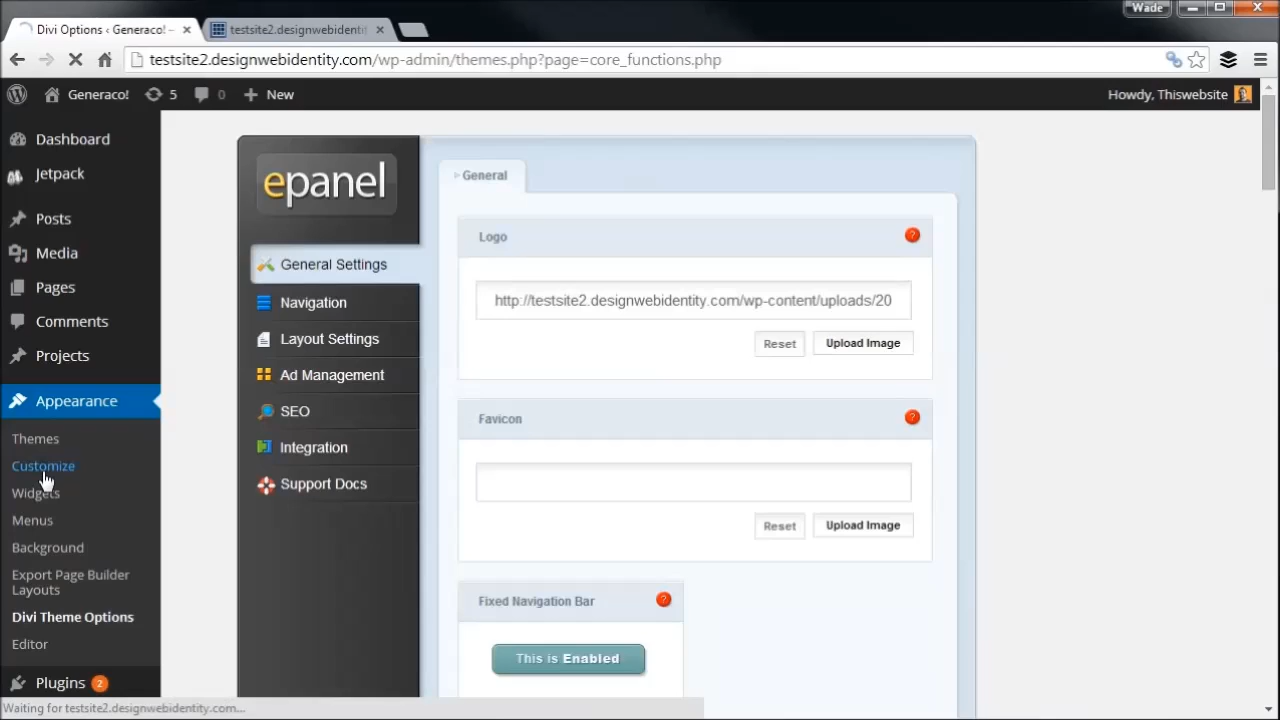 Wade
Divi Options ‹ Generaco! –
testsite2.designwebidentit
testsite2.designwebidentity.com/wp-admin/themes.php?page=core_functions.php
Generaco!
5
0
New
Howdy, Thiswebsite
Dashboard
Jetpack
Posts
Media
Pages
Comments
Projects
Appearance
Themes
Customize
Widgets
Menus
Background
Export Page Builder
Layouts
Divi Theme Options
Editor
Plugins 2
Waiting for testsite2.designwebidentity.com...
epanel
General Settings
Navigation
Layout Settings
Ad Management
SEO
Integration
Support Docs
General
Logo
?
http://testsite2.designwebidentity.com/wp-content/uploads/20
Reset
Upload Image
Favicon
?
Reset
Upload Image
Fixed Navigation Bar
?
This is Enabled